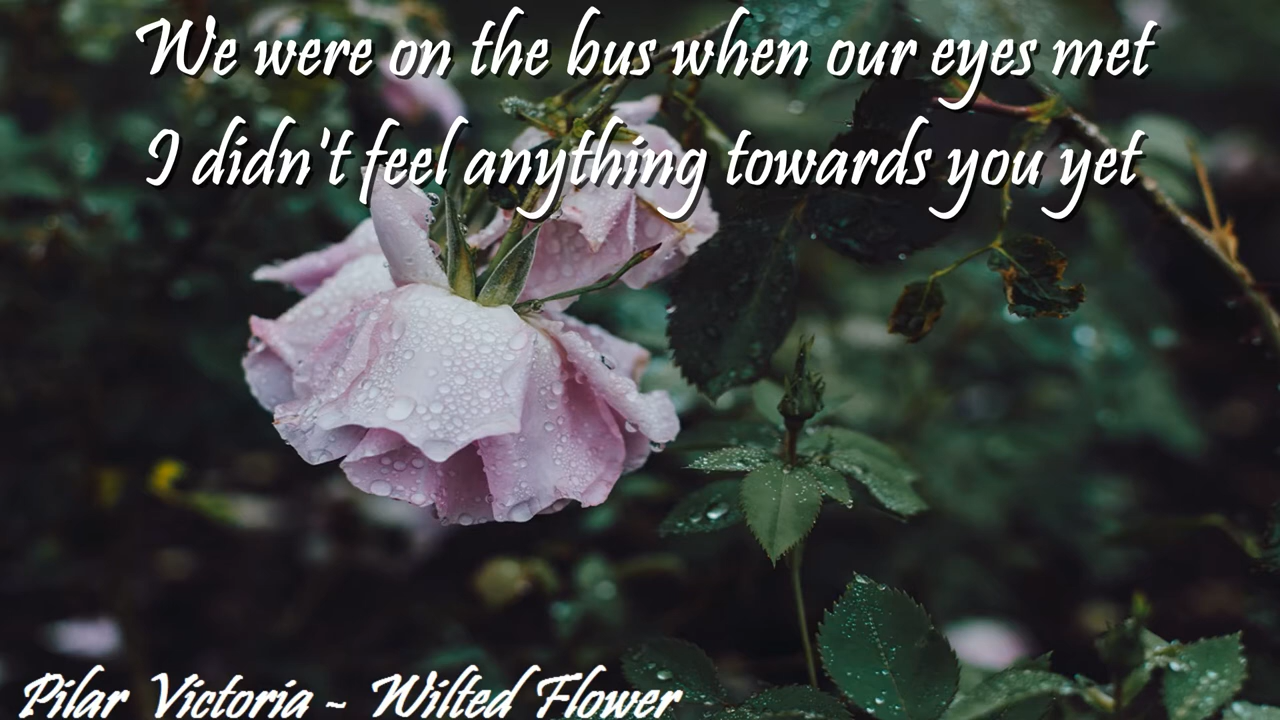 We were on the bus when our eyes met
I didn't feel anything towards you yet
Pilar Victoria ~ Wilted Flower